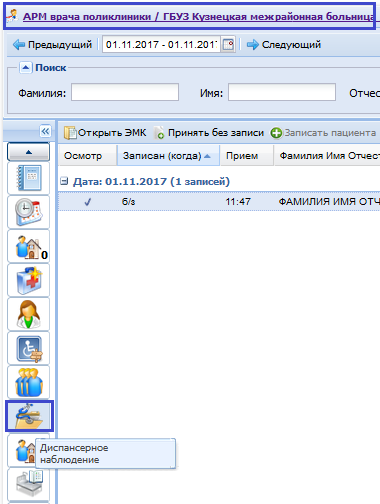 АРМ врача поликлиники / ГБУЗ Кузнецкая межрайонная больница
Предыдущий 01.11.2017 - 01.11.201 Следующий
Поиск
Фамилия: Имя: Отчес
Открыть ЭМК Принять без записи Записать пациента
Осмотр Записан (когда) Прием Фамилия Имя Отчест
Дата: 01.11.2017 (1 записей)
б/з 11:47 ФАМИЛИЯ ИМЯ ОТЧ
0
Диспансерное
наблюдение